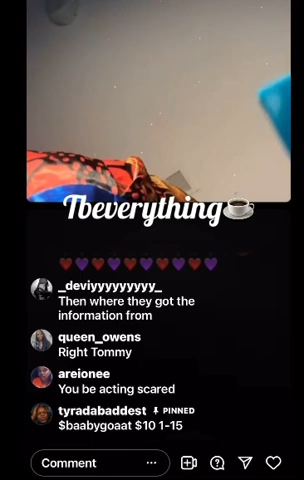 Tbeverything☕
❤️💜❤️💜❤️💜❤️💜❤️💜
_deviyyyyyyyyy_
Then where they got the
information from
queen_owens
Right Tommy
areionee
You be acting scared
tyradabaddest PINNED
$baabygoaat $10 1-15
Comment ...